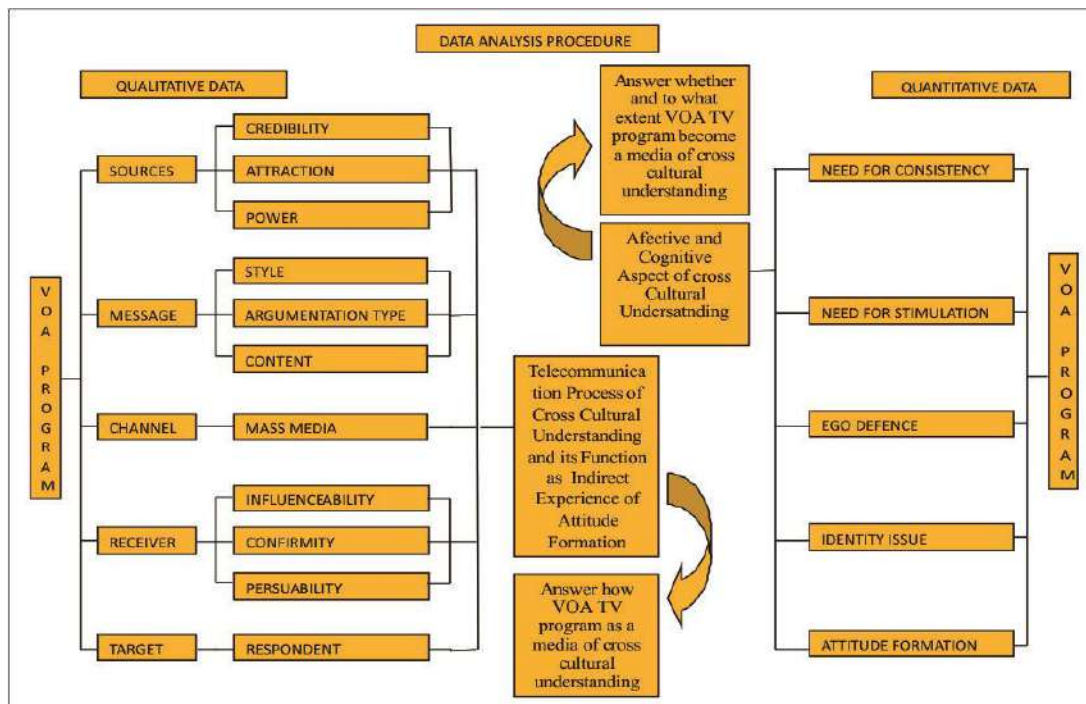 DATA ANALYSIS PROCEDURE
QUALITATIVE DATA
VOA PROGRAM
SOURCES
CREDIBILITY
ATTRACTION
POWER
MESSAGE
STYLE
ARGUMENTATION TYPE
CONTENT
CHANNEL
MASS MEDIA
RECEIVER
INFLUENCEABILITY
CONFIRMITY
PERSUABILITY
TARGET
RESPONDENT
Answer whether
and to what
extent VOA TV
program become
a media of cross
cultural
understanding
Afective and
Cognitive
Aspect of cross
Cultural
Undersatnding
Telecommunica
tion Process of
Cross Cultural
Understanding
and its Function
as Indirect
Experience of
Attitude
Formation
Answer how
VOA TV
program as a
media of cross
cultural
understanding
QUANTITATIVE DATA
NEED FOR CONSISTENCY
NEED FOR STIMULATION
EGO DEFENCE
IDENTITY ISSUE
ATTITUDE FORMATION
VOA PROGRAM